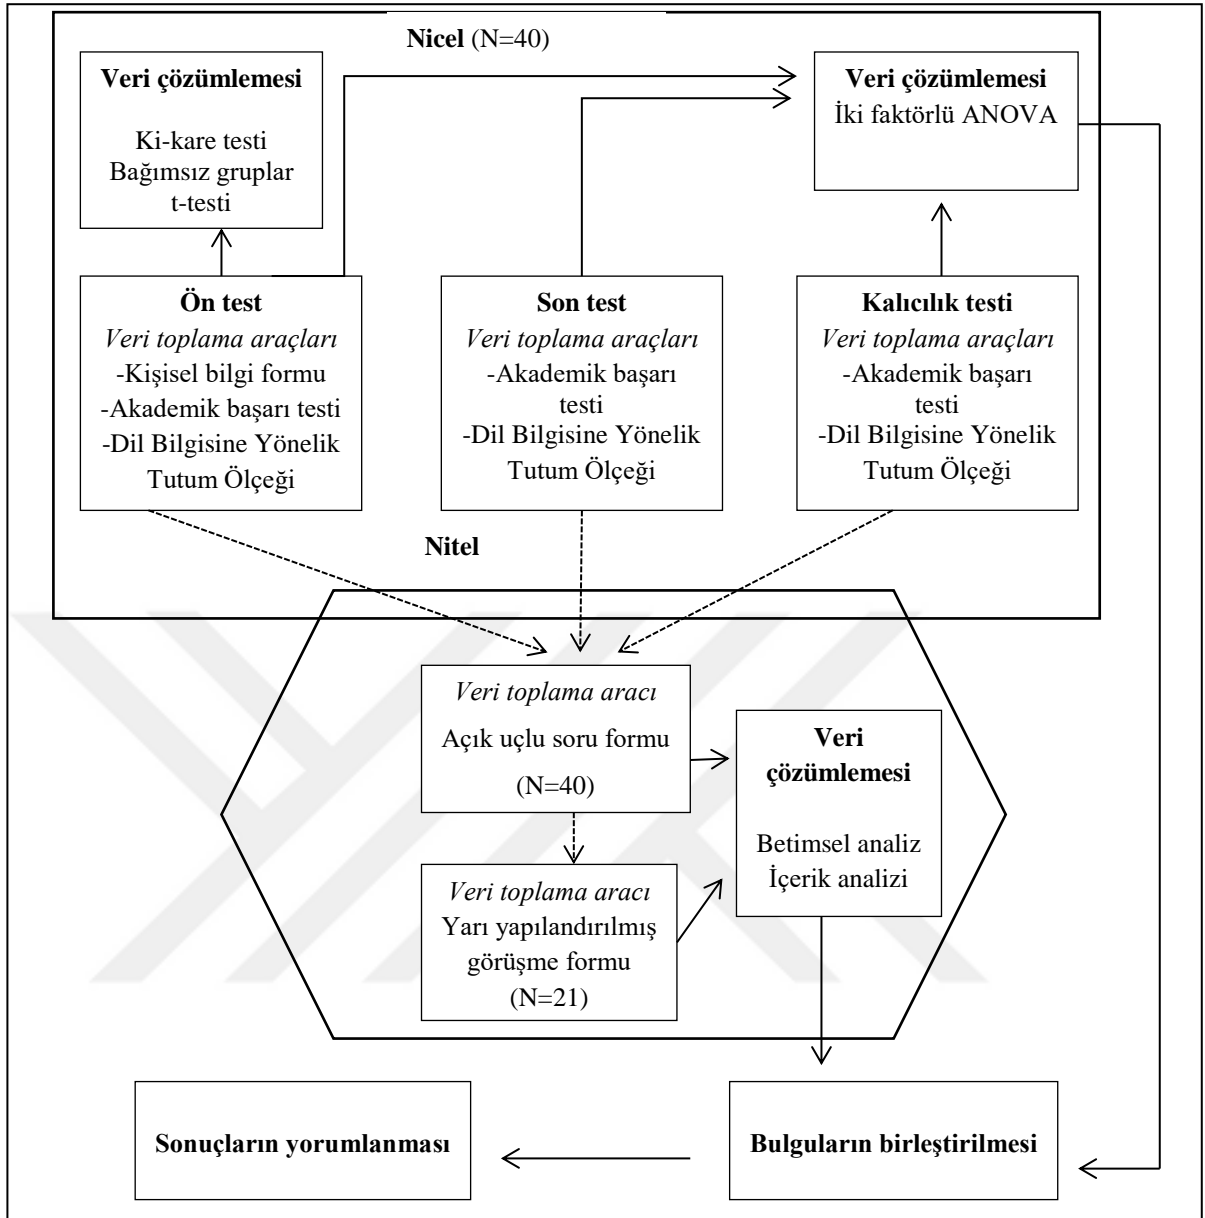 Nicel (N=40)
Veri çözümlemesi
Ki-kare testi
Bağımsız gruplar
t-testi
Veri çözümlemesi
İki faktörlü ANOVA
Ön test
Veri toplama araçları
-Kişisel bilgi formu
-Akademik başarı testi
-Dil Bilgisine Yönelik
Tutum Ölçeği
Son test
Veri toplama araçları
-Akademik başarı
testi
-Dil Bilgisine Yönelik
Tutum Ölçeği
Kalıcılık testi
Veri toplama araçları
-Akademik başarı
testi
-Dil Bilgisine Yönelik
Tutum Ölçeği
Nitel
Veri toplama aracı
Açık uçlu soru formu
(N=40)
Veri
çözümlemesi
Betimsel analiz
İçerik analizi
Veri toplama aracı
Yarı yapılandırılmış
görüşme formu
(N=21)
Sonuçların yorumlanması
Bulguların birleştirilmesi